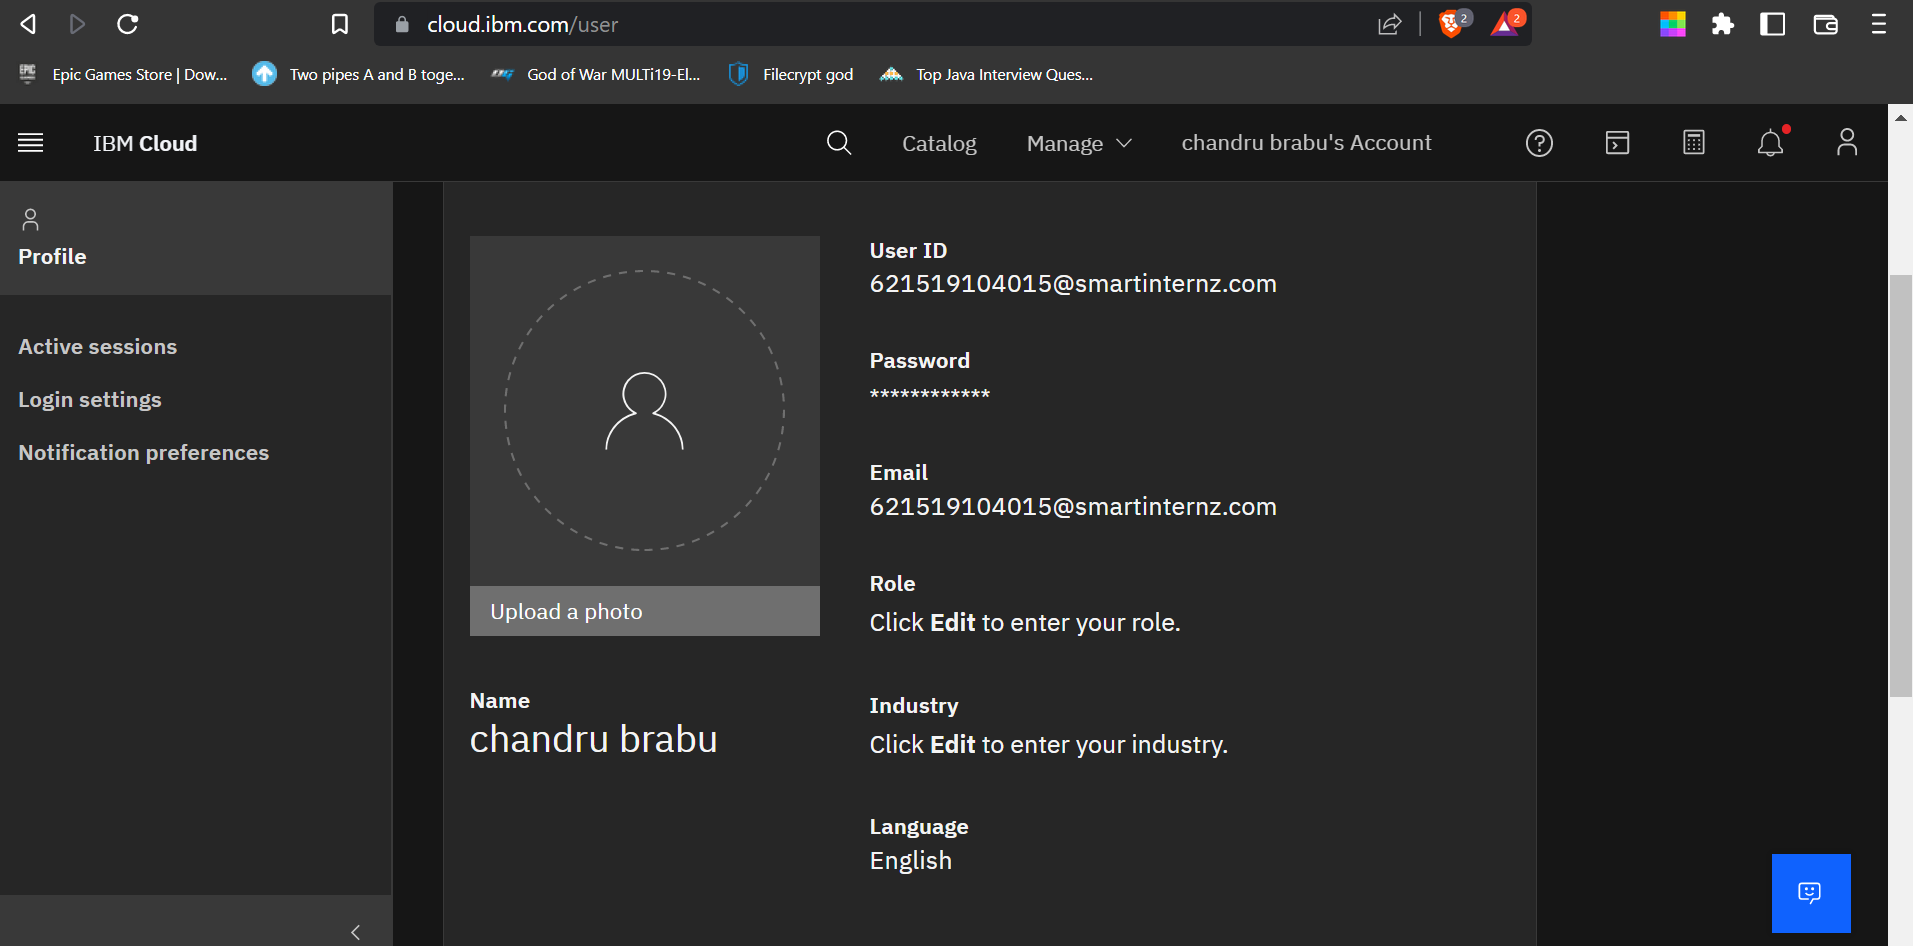 cloud.ibm.com/user
2
2
Epic Games Store | Dow...
Two pipes A and B toge...
God of War MULTi19-El...
Filecrypt god
Top Java Interview Ques...
IBM Cloud
Catalog
Manage
chandru brabu's Account
Profile
Active sessions
Login settings
Notification preferences
Upload a photo
Name
chandru brabu
User ID
621519104015@smartinternz.com
Password
************
Email
621519104015@smartinternz.com
Role
Click Edit to enter your role.
Industry
Click Edit to enter your industry.
Language
English